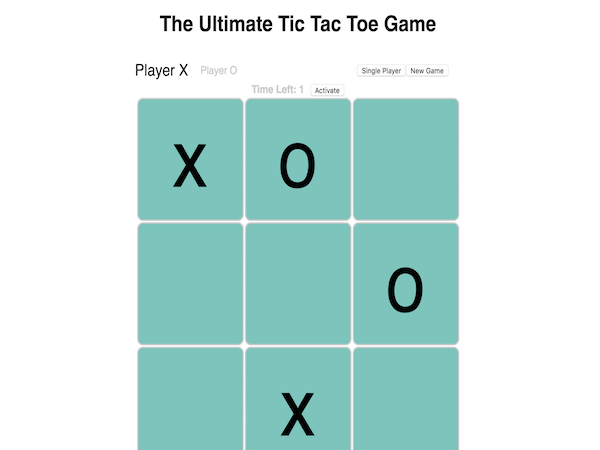 The Ultimate Tic Tac Toe Game
Player X Player O Single Player New Game
Time Left: 1 Activate
X O
O
X